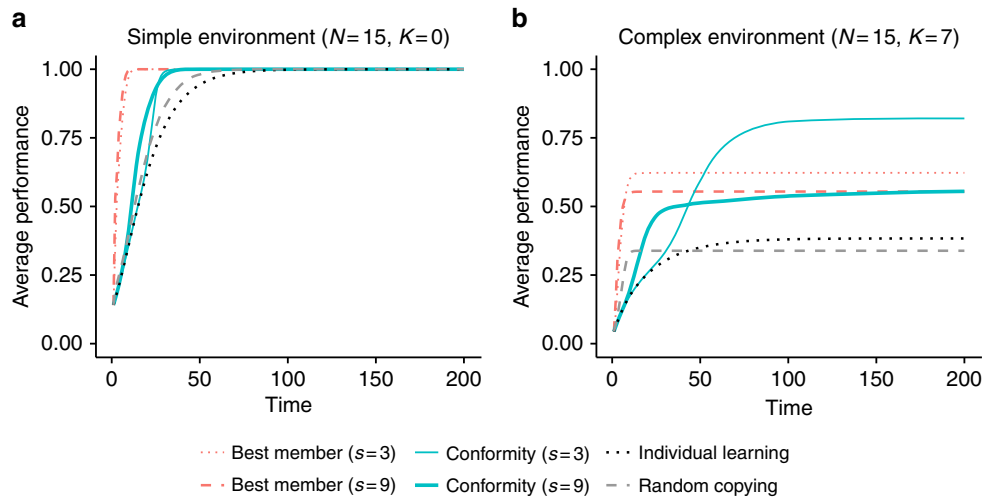 a
Simple environment (N=15, K=0)
1.00
0.75
0.50
0.25
0.00
Average performance
0 50 100 150 200
Time
b
Complex environment (N=15, K=7)
1.00
0.75
0.50
0.25
0.00
Average performance
0 50 100 150 200
Time
Best member (s=3) Conformity (s=3) Individual learning
Best member (s=9) Conformity (s=9) Random copying